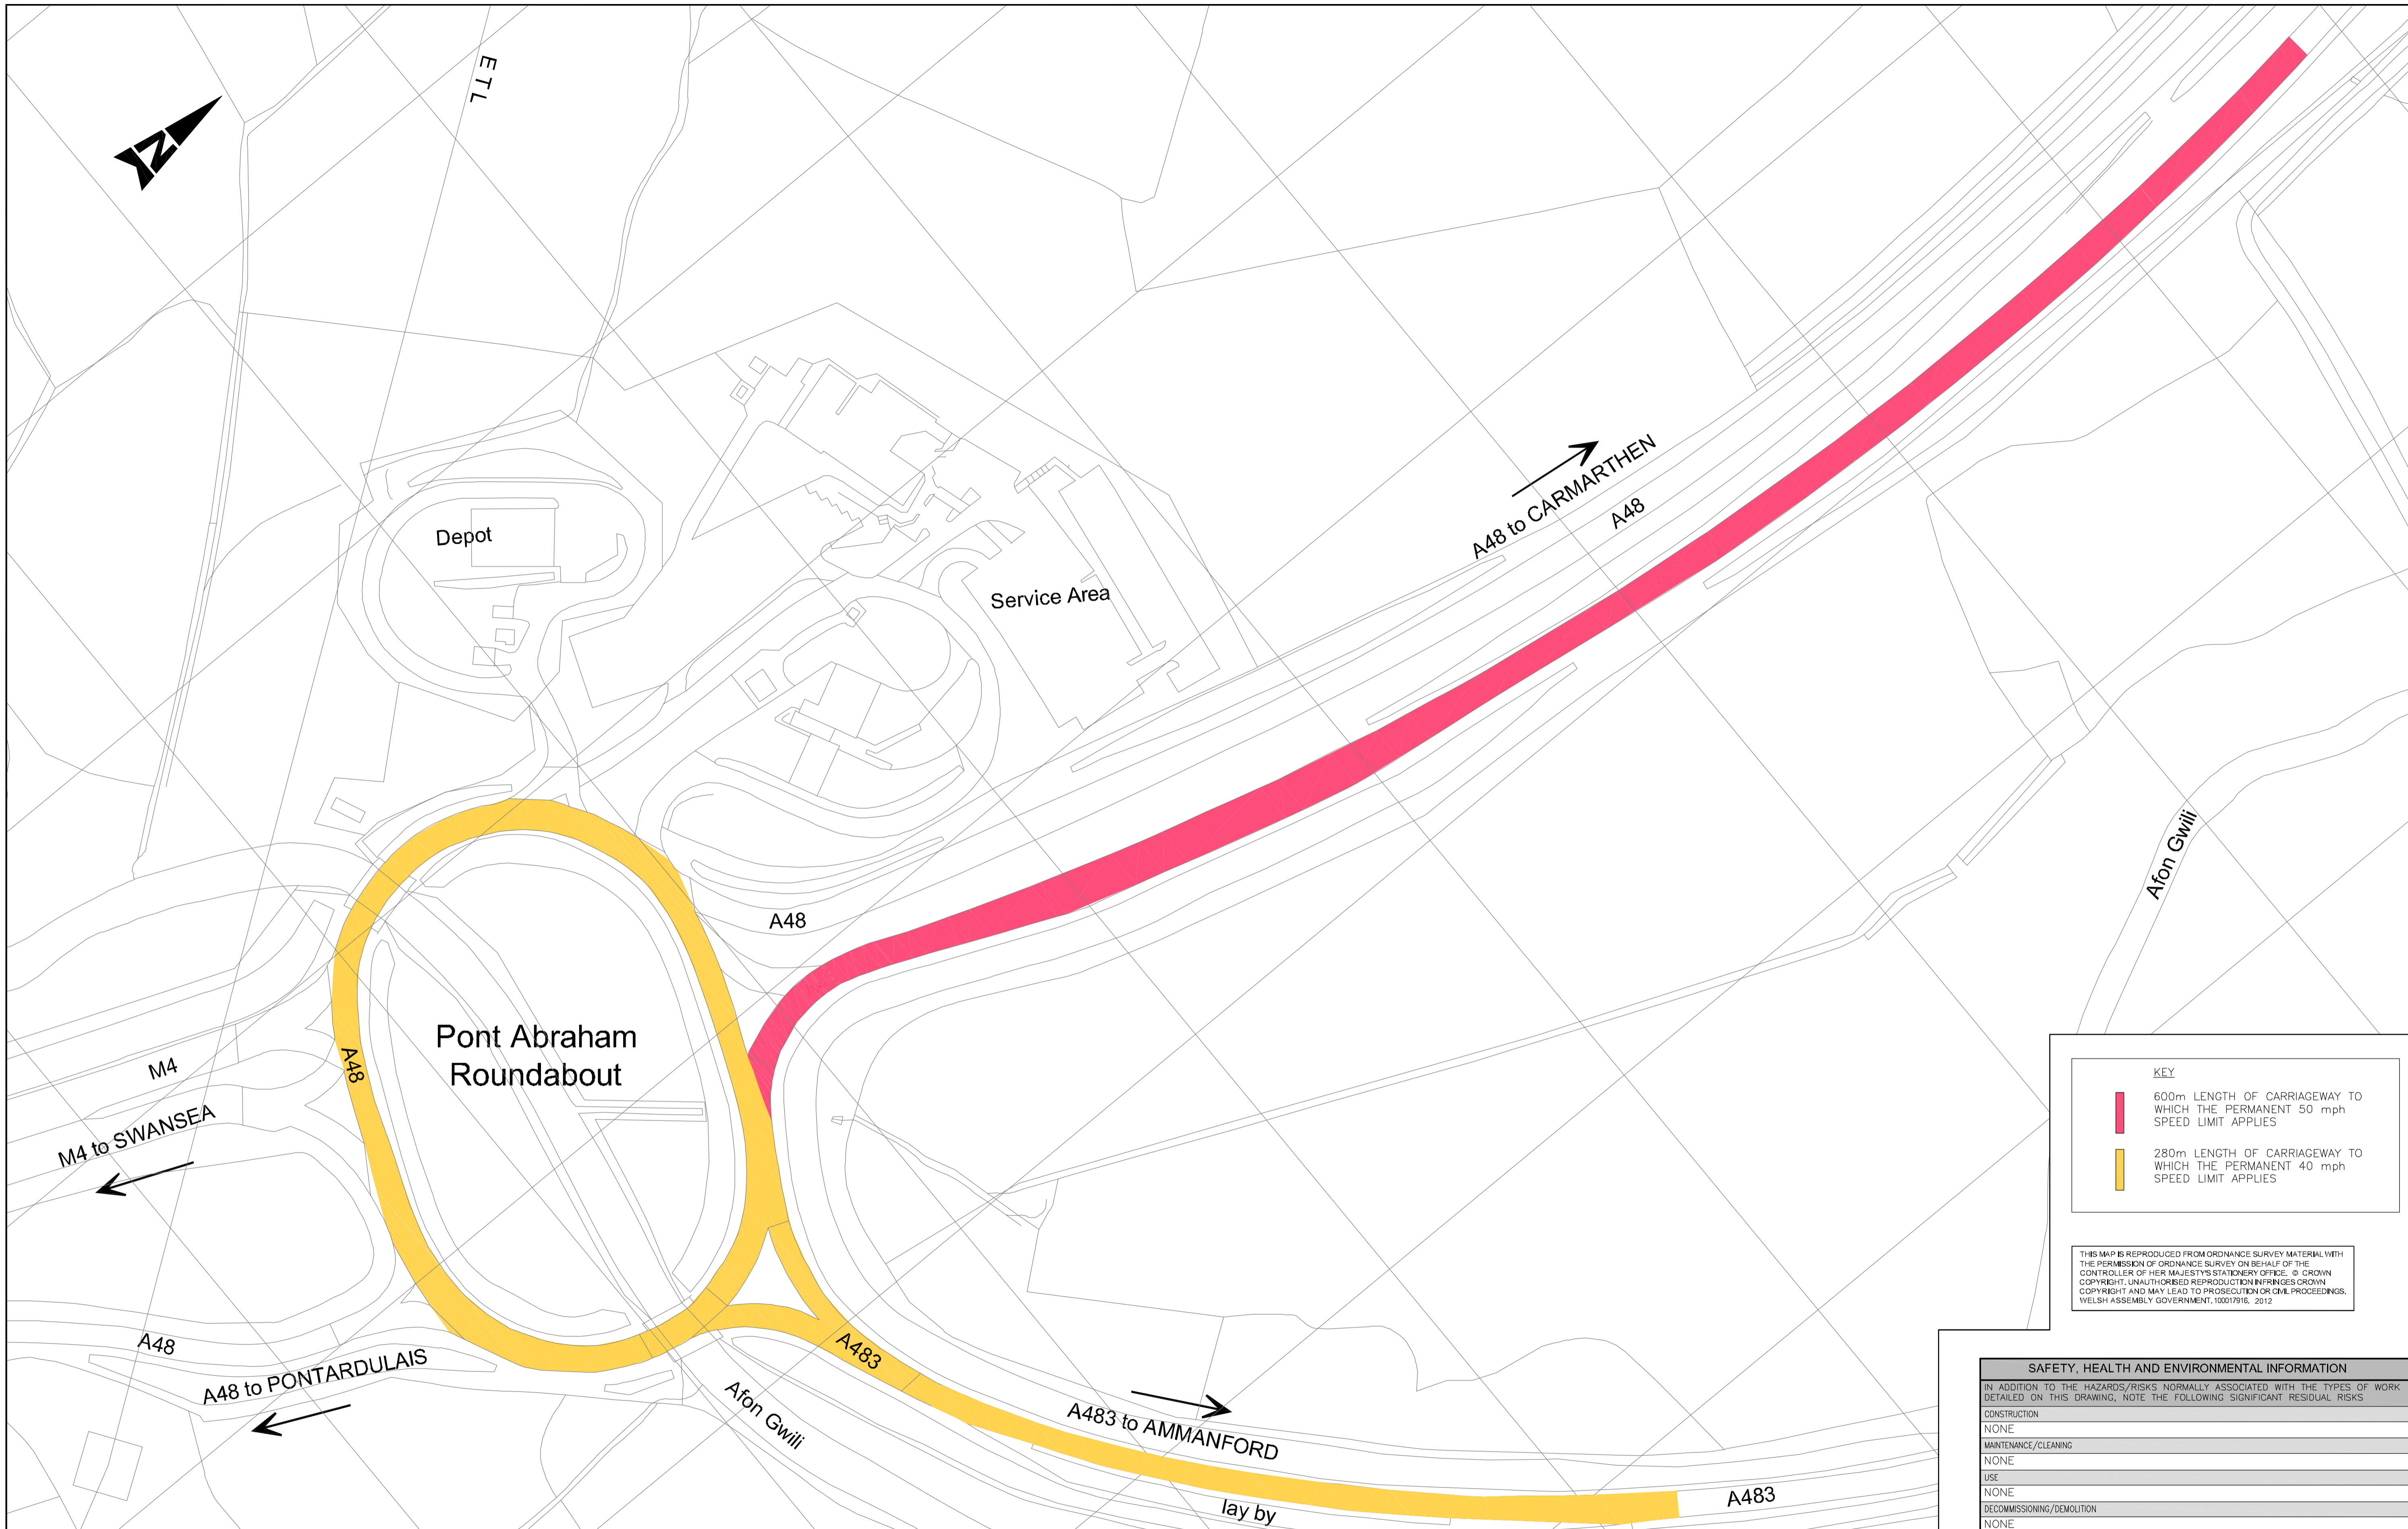 E T L
N
Depot
Service Area
A48 to CARMARTHEN
A48
A48
Pont Abraham
Roundabout
A48
M4
M4 to SWANSEA
A48
A48 to PONTARDULAIS
A483
Afon Gwili
A483 to AMMANFORD
lay by
A483
Afon Gwili
KEY
600m LENGTH OF CARRIAGEWAY TO
WHICH THE PERMANENT 50 mph
SPEED LIMIT APPLIES
280m LENGTH OF CARRIAGEWAY TO
WHICH THE PERMANENT 40 mph
SPEED LIMIT APPLIES
THIS MAP IS REPRODUCED FROM ORDNANCE SURVEY MATERIAL WITH
THE PERMISSION OF ORDNANCE SURVEY ON BEHALF OF THE
CONTROLLER OF HER MAJESTY'S STATIONERY OFFICE. © CROWN
COPYRIGHT. UNAUTHORISED REPRODUCTION INFRINGES CROWN
COPYRIGHT AND MAY LEAD TO PROSECUTION OR CIVIL PROCEEDINGS.
WELSH ASSEMBLY GOVERNMENT, 100017916, 2012
SAFETY, HEALTH AND ENVIRONMENTAL INFORMATION
IN ADDITION TO THE HAZARDS/RISKS NORMALLY ASSOCIATED WITH THE TYPES OF WORK
DETAILED ON THIS DRAWING, NOTE THE FOLLOWING SIGNIFICANT RESIDUAL RISKS
CONSTRUCTION
NONE
MAINTENANCE/CLEANING
NONE
USE
NONE
DECOMMISSIONING/DEMOLITION
NONE